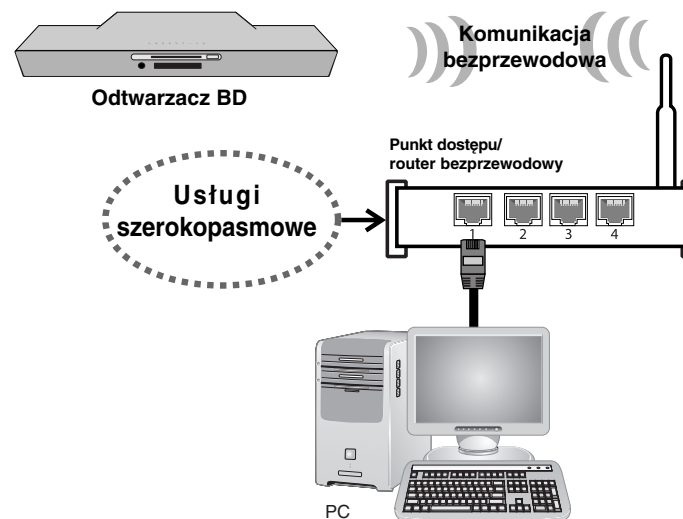 Komunikacja
bezprzewodowa
Odtwarzacz BD
Punkt dostępu/
router bezprzewodowy
Usługi
szerokopasmowe
1 2 3 4
PC